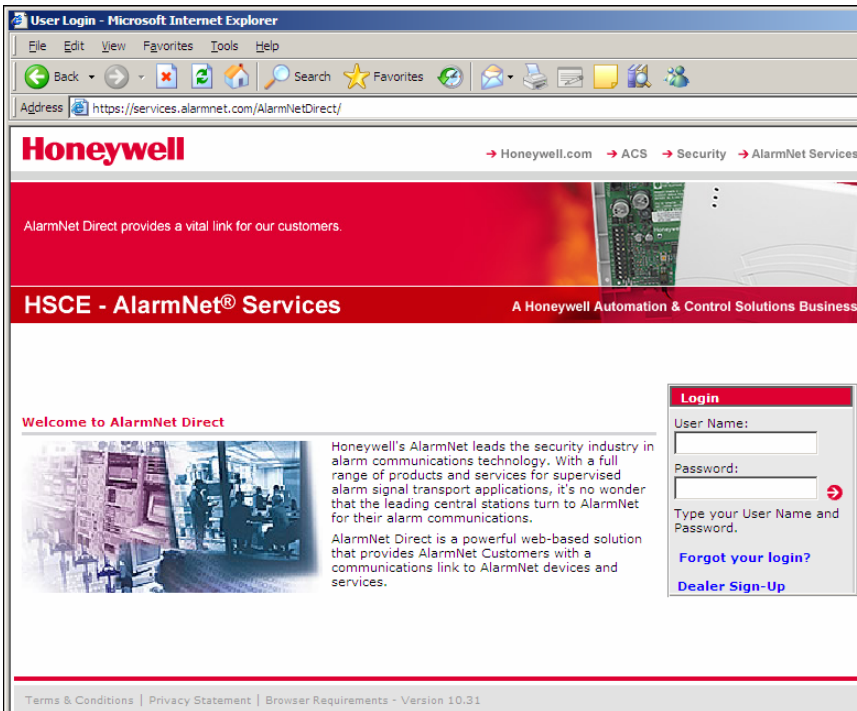 User Login - Microsoft Internet Explorer
File Edit View Favorites Tools Help
Back Search Favorites
Address https://services.alarmnet.com/AlarmNetDirect/
Honeywell
Honeywell.com ACS Security AlarmNet Services
AlarmNet Direct provides a vital link for our customers.
HSCE - AlarmNet® Services
A Honeywell Automation & Control Solutions Business
Welcome to AlarmNet Direct
Honeywell's AlarmNet leads the security industry in
alarm communications technology. With a full
range of products and services for supervised
alarm signal transport applications, it's no wonder
that the leading central stations turn to AlarmNet
for their alarm communications.
AlarmNet Direct is a powerful web-based solution
that provides AlarmNet Customers with a
communications link to AlarmNet devices and
services.
Login
User Name:
Password:
Type your User Name and
Password.
Forgot your login?
Dealer Sign-Up
Terms & Conditions | Privacy Statement | Browser Requirements - Version 10.31